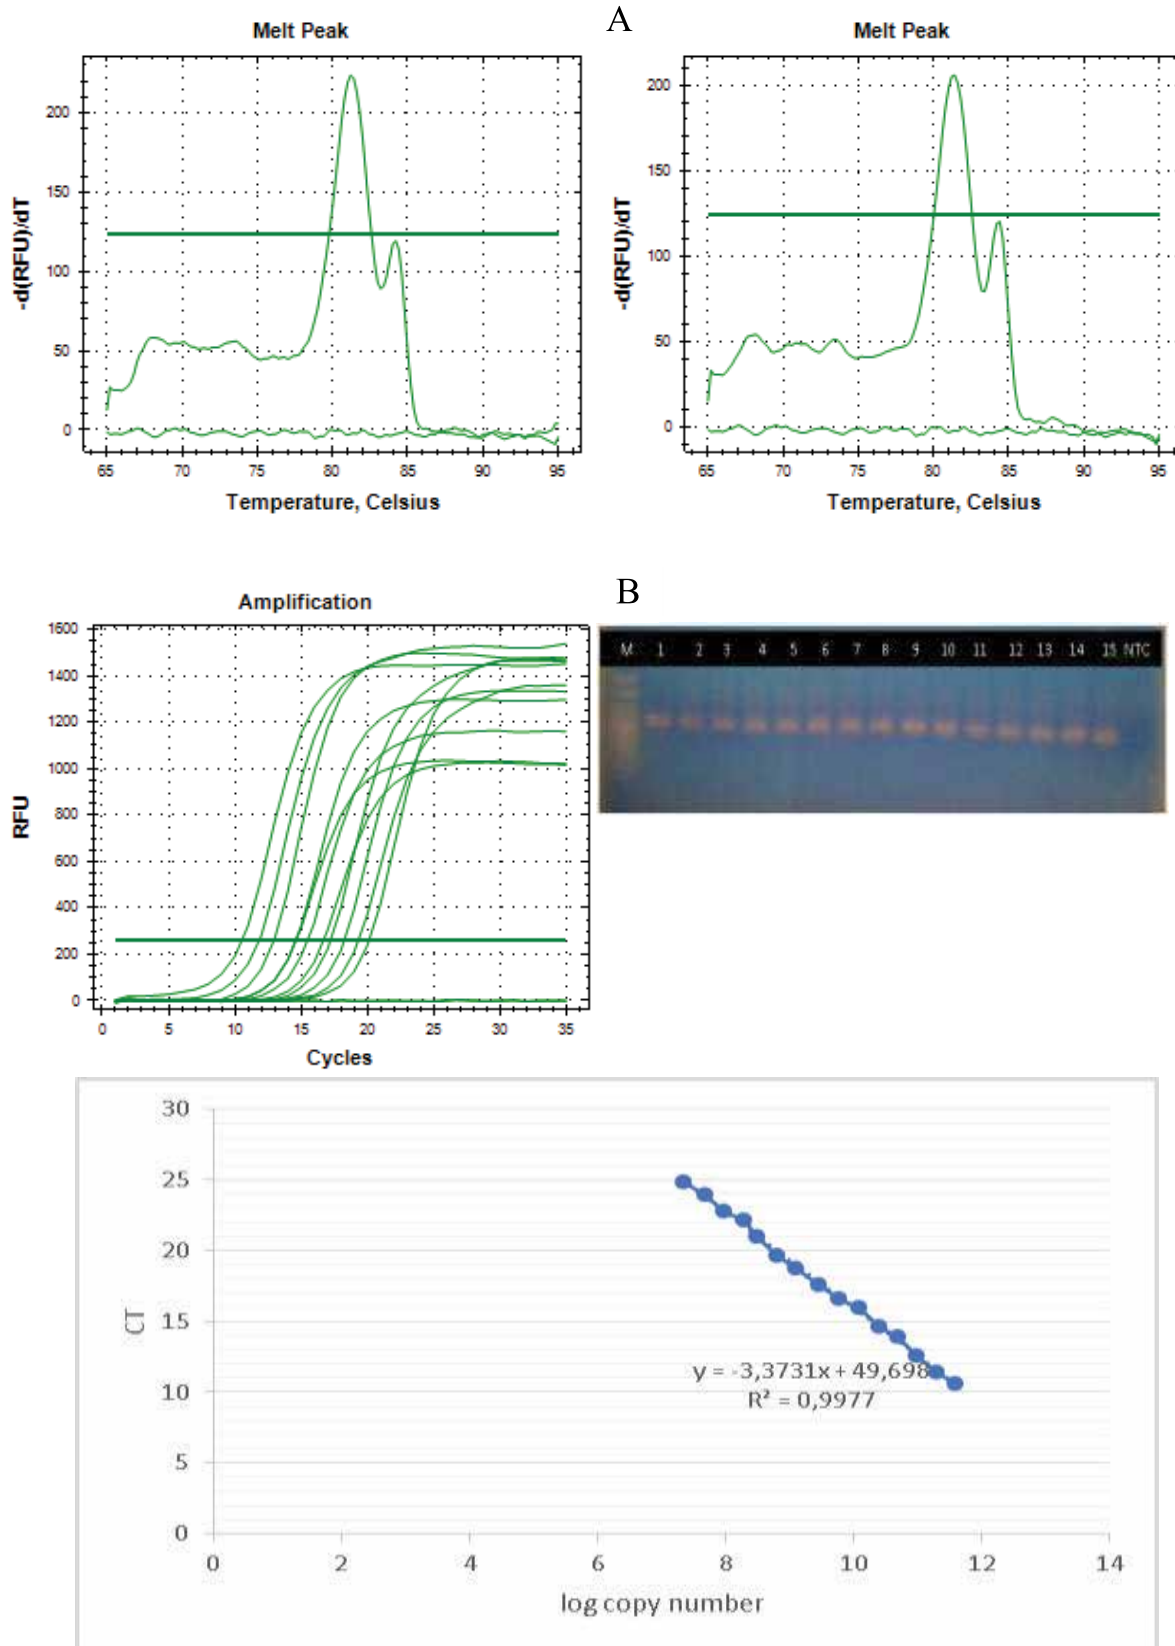 A
Melt Peak
-d(RFU)/dT
200
150
100
50
0
65 70 75 80 85 90 95
Temperature, Celsius
Melt Peak
-d(RFU)/dT
200
150
100
50
0
65 70 75 80 85 90 95
Temperature, Celsius
B
Amplification
RFU
1600
1400
1200
1000
800
600
400
200
0
0 5 10 15 20 25 30 35
Cycles
M 1 2 3 4 5 6 7 8 9 10 11 12 13 14 15 NTC
30
25
20
15
10
5
0
CT
y = -3,3731x + 49,698
R² = 0,9977
0 2 4 6 8 10 12 14
log copy number